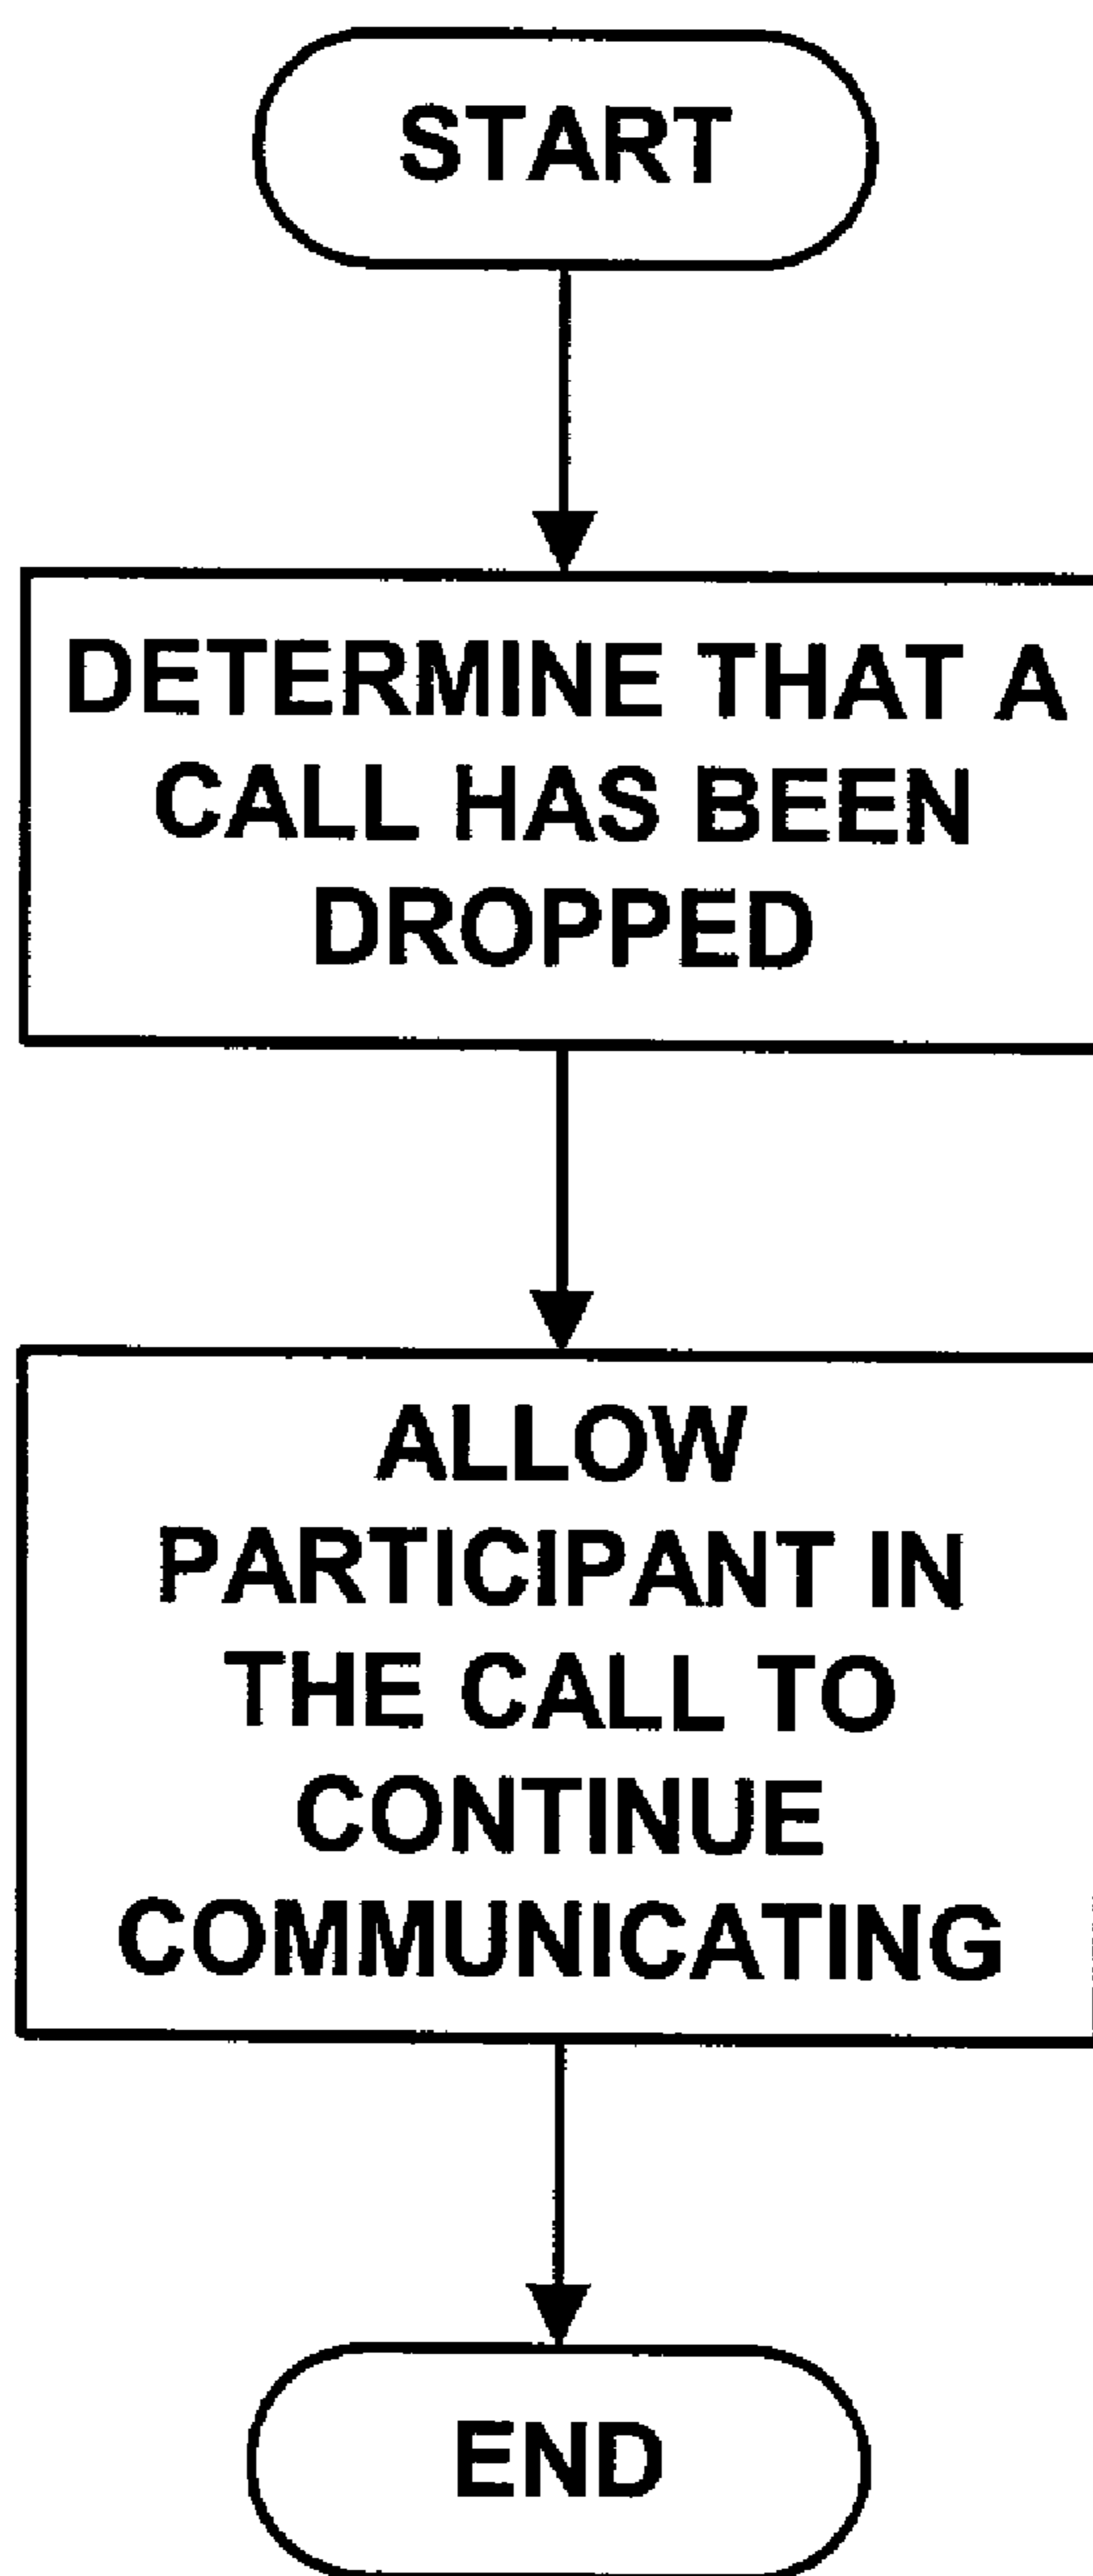 START
DETERMINE THAT A
CALL HAS BEEN
DROPPED
ALLOW
PARTICIPANT IN
THE CALL TO
CONTINUE
COMMUNICATING
END